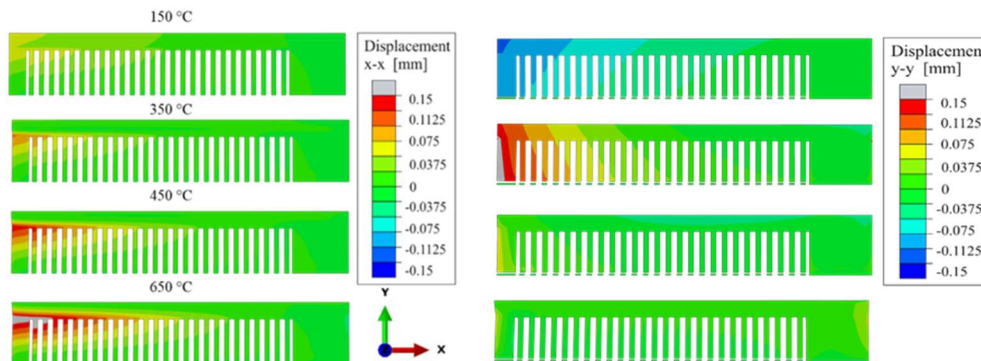 150 °C
350 °C
450 °C
650 °C
Displacement
x-x [mm]
0.15
0.1125
0.075
0.0375
0
-0.0375
-0.075
-0.1125
-0.15
Y
X
Displacement
y-y [mm]
0.15
0.1125
0.075
0.0375
0
-0.0375
-0.075
-0.1125
-0.15